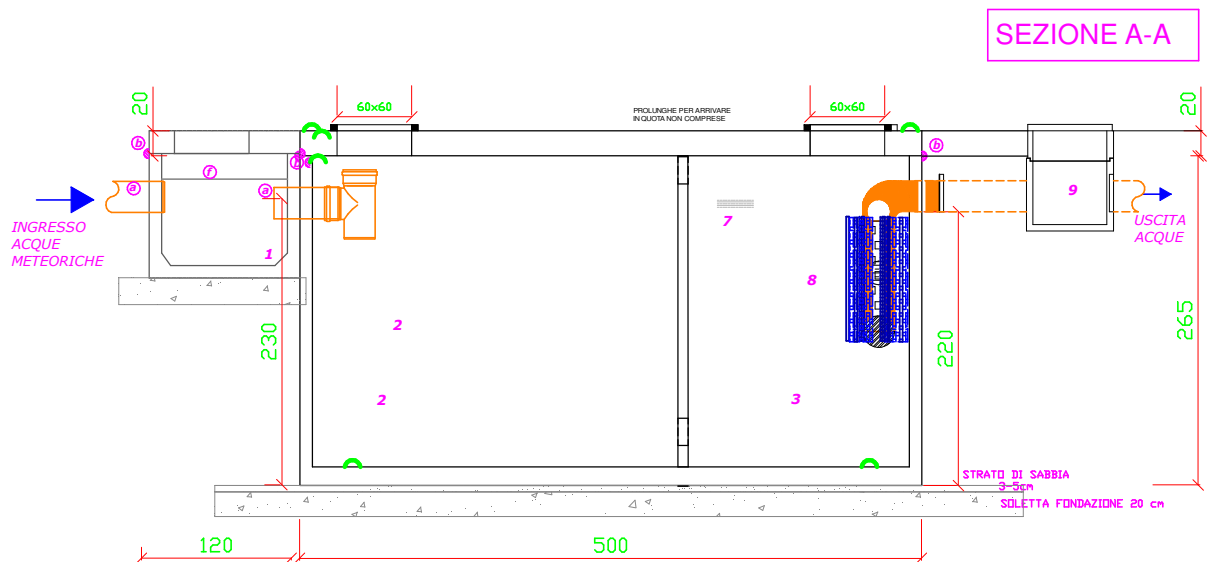 SEZIONE A-A
20
60x60
PROLUNGHE PER ARRIVARE
IN QUOTA NON COMPRESE
60x60
20
b
f
b
b
a
a
9
7
INGRESSO
ACQUE
METEORICHE
USCITA
ACQUE
1
8
2
230
220
265
2
3
STRATO DI SABBIA
3-5cm
SOLETTA FONDAZIONE 20 cm
120
500